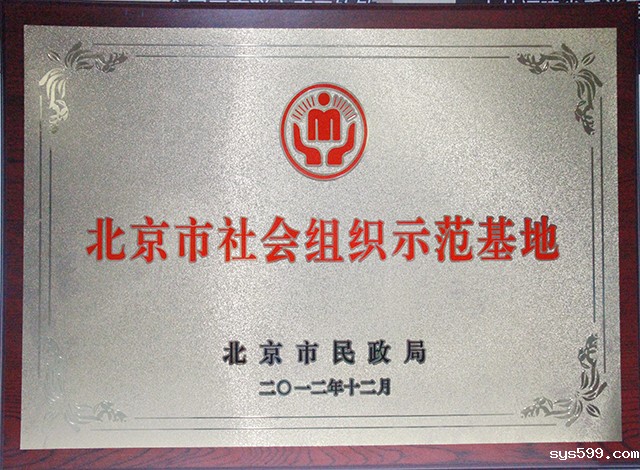 北京市社会组织示范基地
北京市民政局
二〇一二年十二月
sys599.com